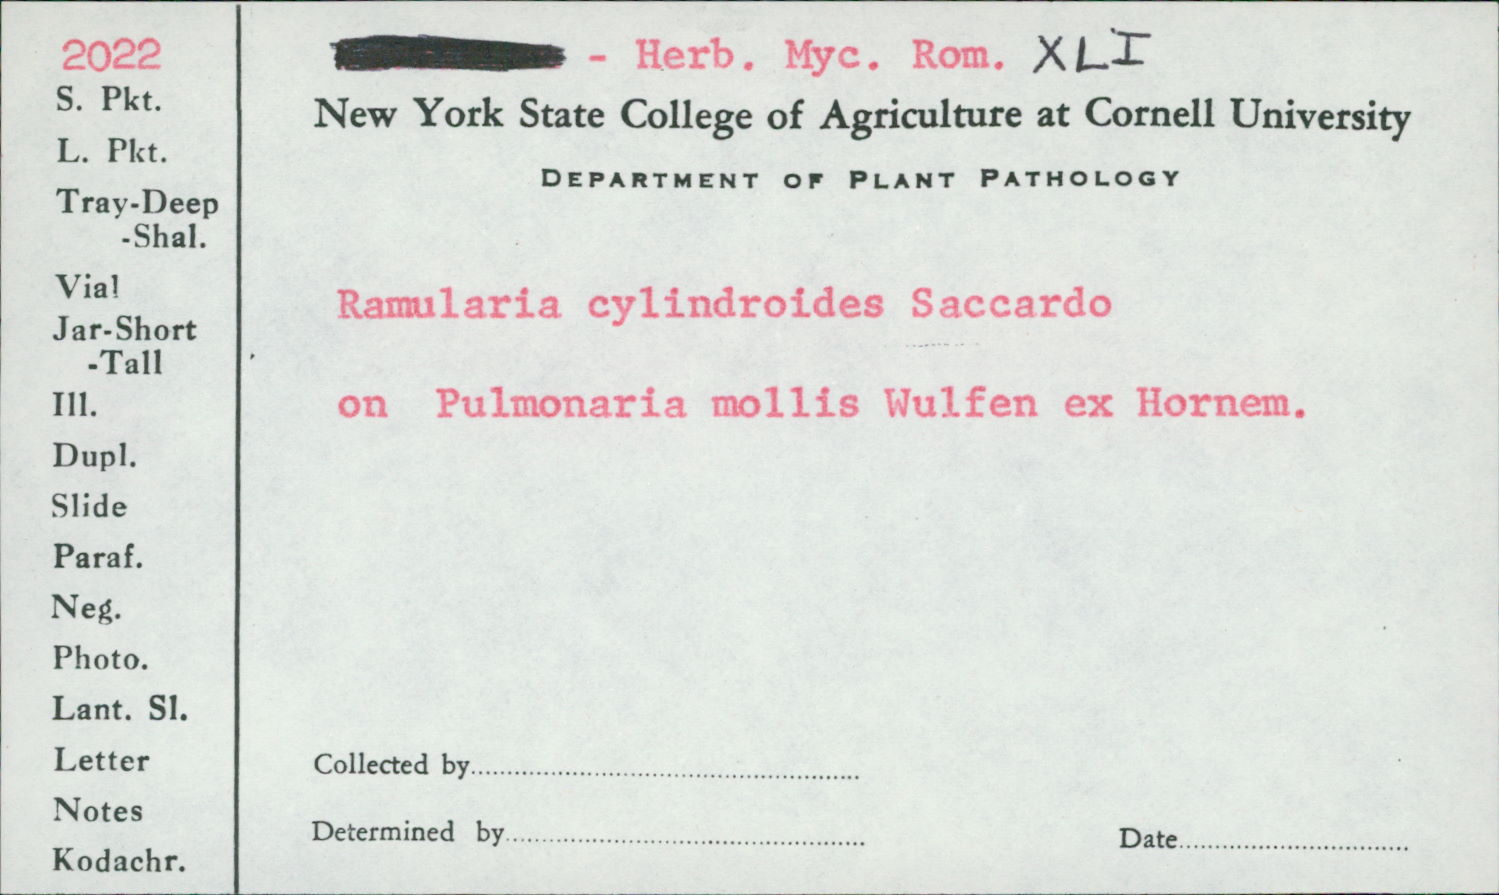 2022
S. Pkt.
L. Pkt.
Tray-Deep
-Shal.
Vial
Jar-Short
-Tall
Ill.
Dupl.
Slide
Paraf.
Neg.
Photo.
Lant. Sl.
Letter
Notes
Kodachr.
- Herb. Myc. Rom. XLI
New York State College of Agriculture at Cornell University
DEPARTMENT OF PLANT PATHOLOGY
Ramularia cylindroides Saccardo
on Pulmonaria mollis Wulfen ex Hornem.
Collected by
Determined by
Date